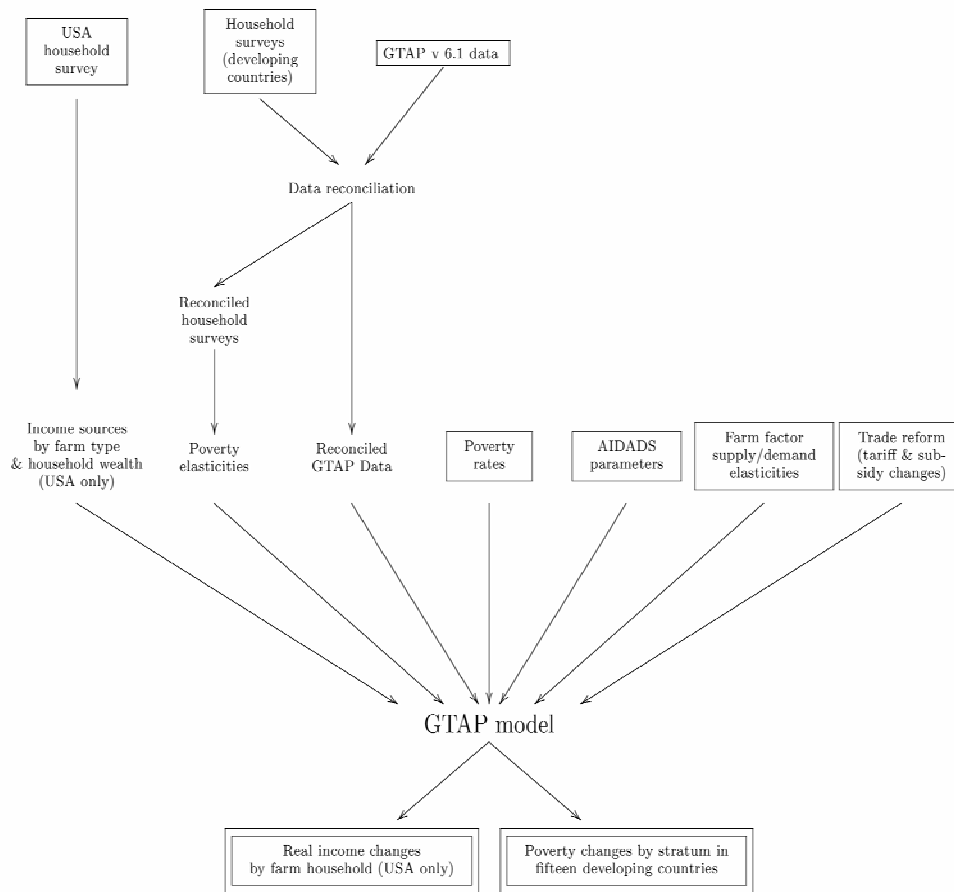 USA
household
survey
Household
surveys
(developing
countries)
GTAP v 6.1 data
Data reconciliation
Reconciled
household
surveys
Income sources
by farm type
& household wealth
(USA only)
Poverty
elasticities
Reconciled
GTAP Data
Poverty
rates
AIDADS
parameters
Farm factor
supply/demand
elasticities
Trade reform
(tariff & sub-
sidy changes)
GTAP model
Real income changes
by farm household (USA only)
Poverty changes by stratum in
fifteen developing countries